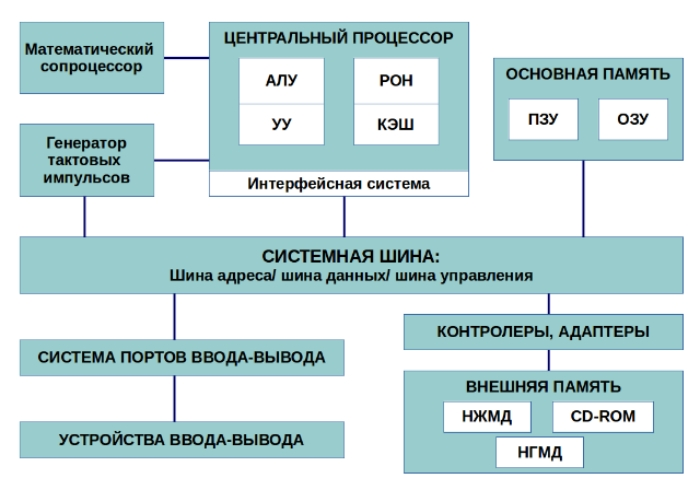 Математический
сопроцессор
ЦЕНТРАЛЬНЫЙ ПРОЦЕССОР
АЛУ
РОН
УУ
КЭШ
Интерфейсная система
ОСНОВНАЯ ПАМЯТЬ
ПЗУ
ОЗУ
Генератор
тактовых
импульсов
СИСТЕМНАЯ ШИНА:
Шина адреса/ шина данных/ шина управления
СИСТЕМА ПОРТОВ ВВОДА-ВЫВОДА
УСТРОЙСТВА ВВОДА-ВЫВОДА
КОНТРОЛЕРЫ, АДАПТЕРЫ
ВНЕШНЯЯ ПАМЯТЬ
НЖМД
CD-ROM
НГМД